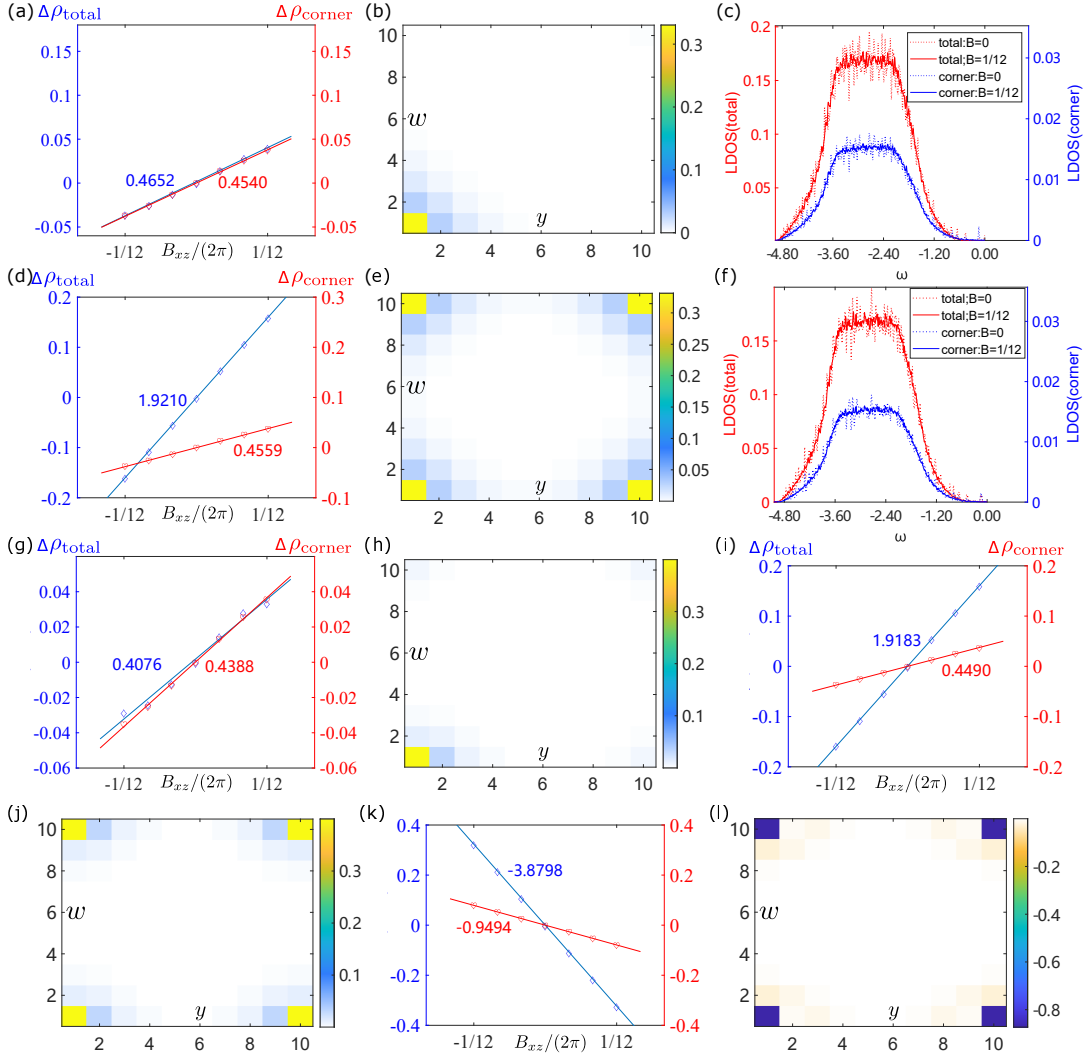 (a) Δρtotal Δρcorner
0.15 0.15
0.1 0.1
0.05 0.05
0 0
-0.05 -0.05
0.4652 0.4540
-1/12 Bxz/(2π) 1/12
(b)
10
8
w
6
4
2
y
2 4 6 8 10
0.3
0.2
0.1
0
(c)
LDOS(total)
0.2
0.15
0.1
0.05
total:B=0
total;B=1/12
corner:B=0
corner:B=1/12
0.03
0.02
0.01
0
LDOS(corner)
-4.80 -3.60 -2.40 -1.20 0.00
ω
(d) Δρtotal Δρcorner
0.2 0.3
0.1 0.2
0 0.1
-0.1 0
-0.2 -0.1
1.9210
0.4559
-1/12 Bxz/(2π) 1/12
(e)
10
8
w
6
4
2
y
2 4 6 8 10
0.3
0.25
0.2
0.15
0.1
0.05
(f)
LDOS(total)
0.15
0.1
0.05
0
total;B=0
total;B=1/12
corner:B=0
corner:B=1/12
0.03
0.02
0.01
0
LDOS(corner)
-4.80 -3.60 -2.40 -1.20 0.00
ω
(g) Δρtotal Δρcorner
0.04 0.04
0.02 0.02
0 0
-0.02 -0.02
-0.04 -0.04
-0.06 -0.06
0.4076 0.4388
-1/12 Bxz/(2π) 1/12
(h)
10
8
w
6
4
2
y
2 4 6 8 10
0.3
0.2
0.1
(i)
Δρtotal Δρcorner
0.2 0.2
0.1 0.1
0 0
-0.1 -0.1
-0.2 -0.2
1.9183
0.4490
-1/12 Bxz/(2π) 1/12
(j)
10
8
w
6
4
2
y
2 4 6 8 10
0.3
0.2
0.1
(k)
0.4 0.4
0.2 0.2
0 0
-0.2 -0.2
-0.4 -0.4
-3.8798
-0.9494
-1/12 Bxz/(2π) 1/12
(l)
10
8
w
6
4
2
y
2 4 6 8 10
-0.2
-0.4
-0.6
-0.8